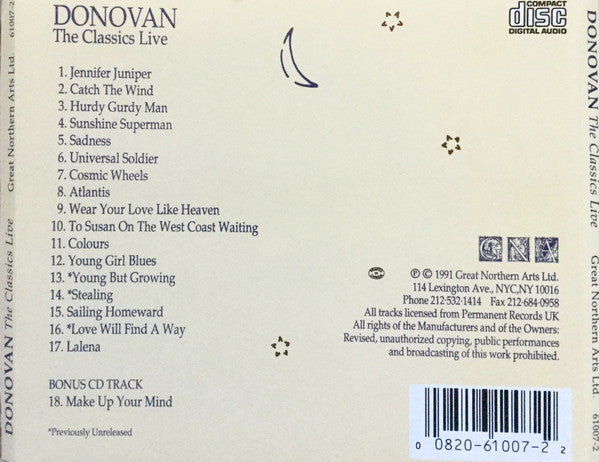 DONOVAN
The Classics Live
COMPACT
disc
DIGITAL AUDIO
1. Jennifer Juniper
2. Catch The Wind
3. Hurdy Gurdy Man
4. Sunshine Superman
5. Sadness
6. Universal Soldier
7. Cosmic Wheels
8. Atlantis
9. Wear Your Love Like Heaven
10. To Susan On The West Coast Waiting
11. Colours
12. Young Girl Blues
13. *Young But Growing
14. *Stealing
15. Sailing Homeward
16. *Love Will Find A Way
17. Lalena
BONUS CD TRACK
18. Make Up Your Mind
*Previously Unreleased
G N A
℗ © 1991 Great Northern Arts Ltd.
114 Lexington Ave., NYC,NY 10016
Phone 212-532-1414 Fax 212-684-0958
All tracks licensed from Permanent Records UK
All rights of the Manufacturers and of the Owners:
Revised, unauthorized copying, public performances
and broadcasting of this work prohibited.
0 0820-61007-2 2
DONOVAN The Classics Live Great Northern Arts Ltd. 61007-2
DONOVAN The Classics Live Great Northern Arts Ltd. 61007-2